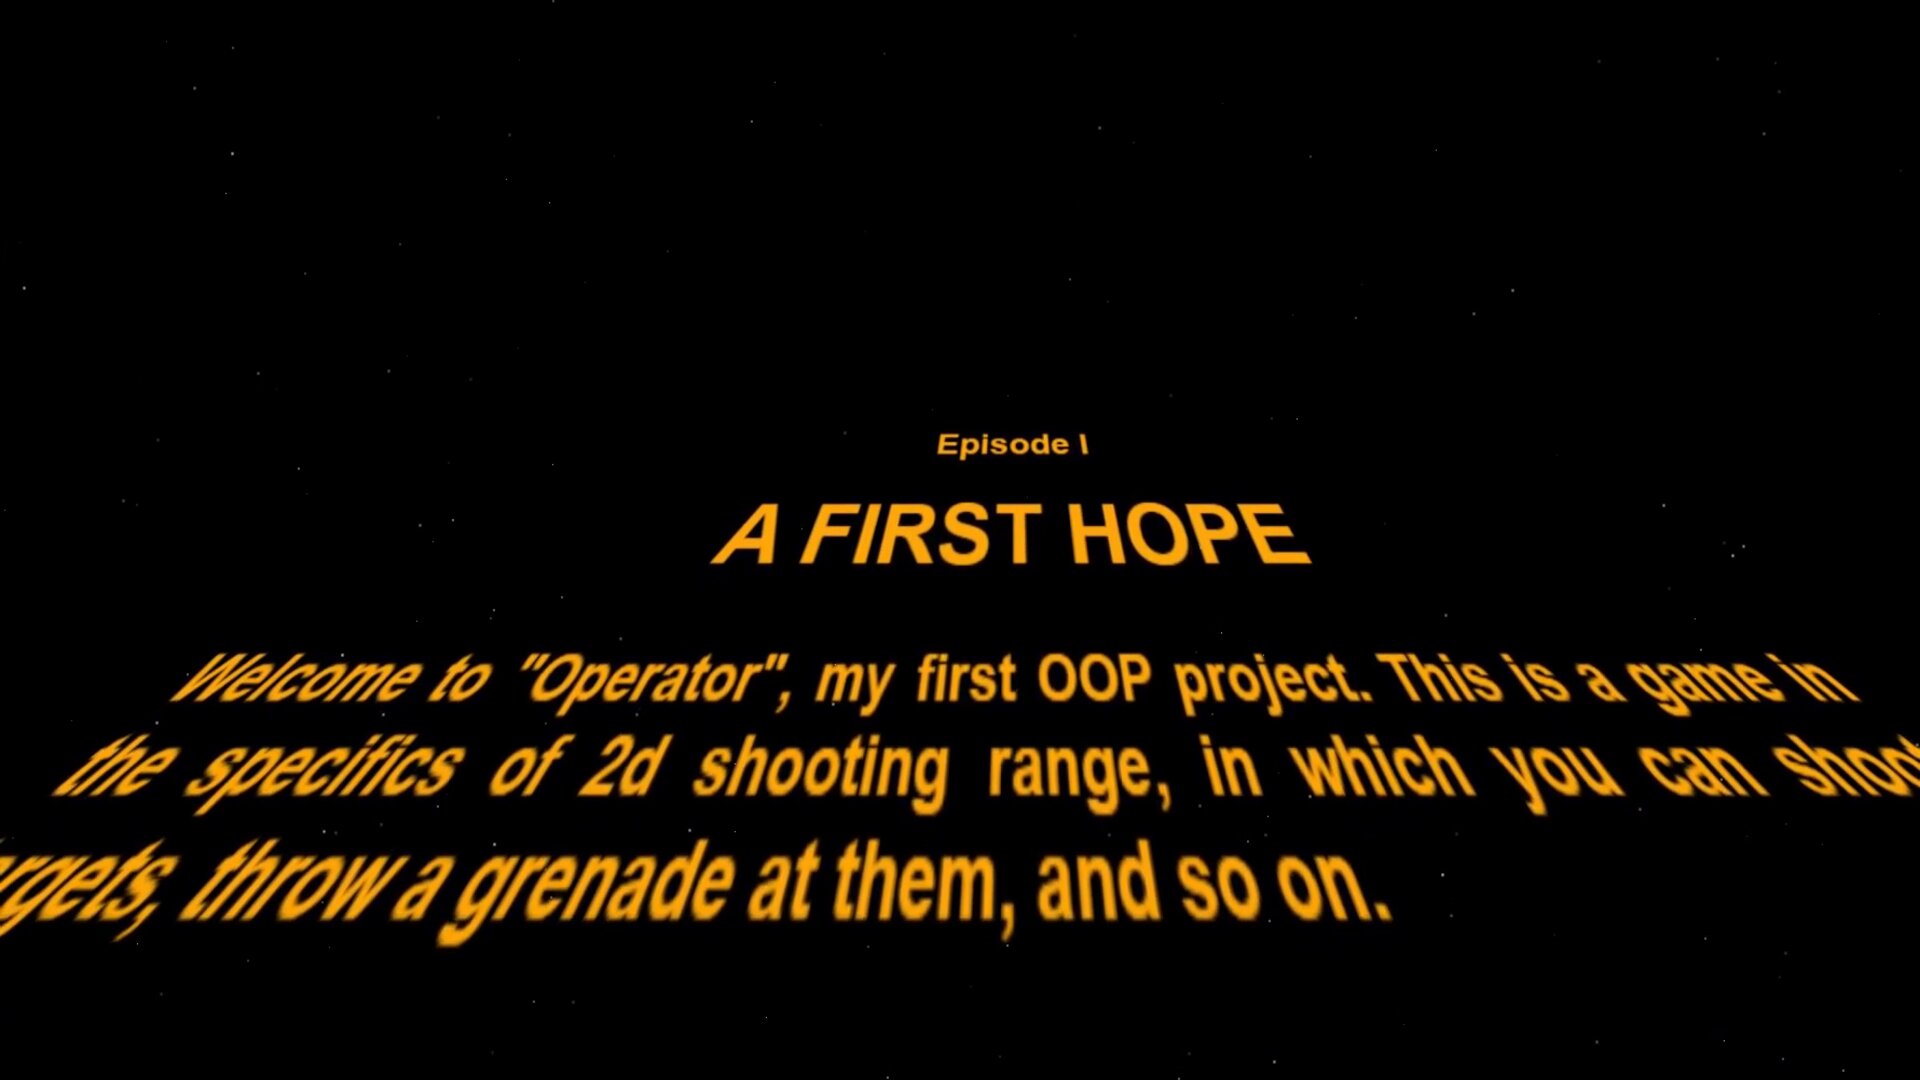 Episode I
A FIRST HOPE
Welcome to "Operator", my first OOP project. This is a game in
the specifics of 2d shooting range, in which you can shoot
throw a grenade at them, and so on.